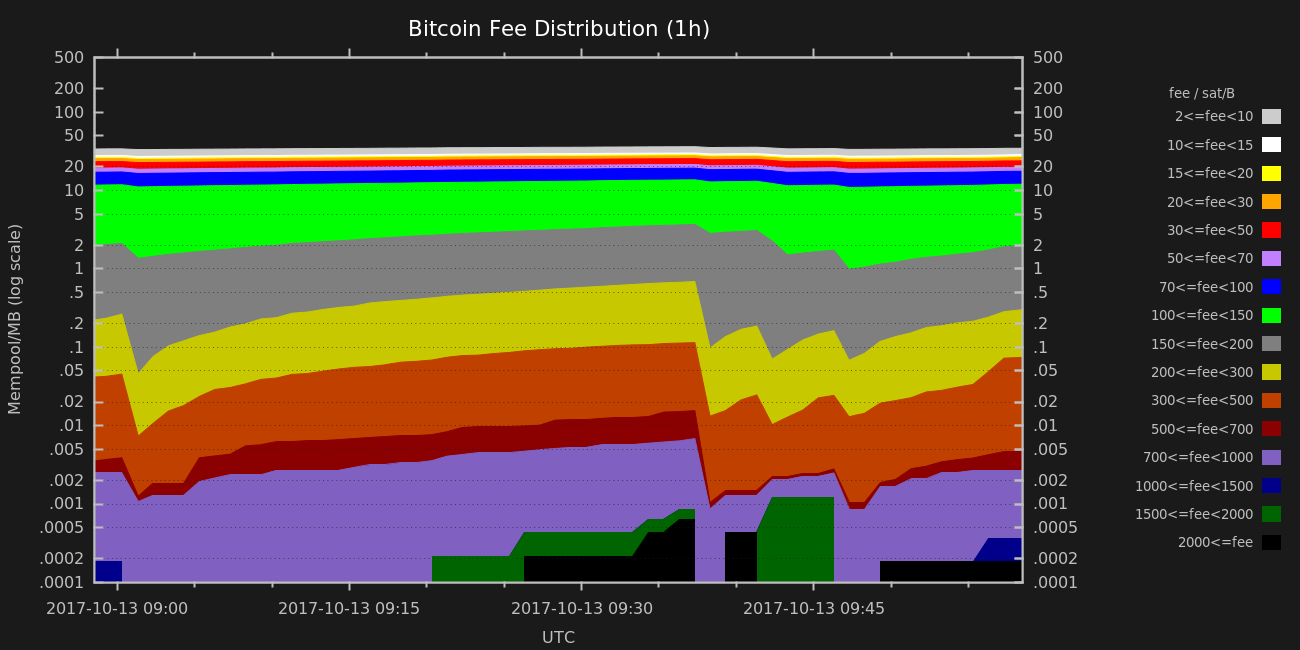 Bitcoin Fee Distribution (1h)
500
200
100
50
20
10
5
2
1
.5
.2
.1
.05
.02
.01
.005
.002
.001
.0005
.0002
.0001
Mempool/MB (log scale)
500
200
100
50
20
10
5
2
1
.5
.2
.1
.05
.02
.01
.005
.002
.001
.0005
.0002
.0001
2017-10-13 09:00
2017-10-13 09:15
2017-10-13 09:30
2017-10-13 09:45
UTC
fee / sat/B
2<=fee<10
10<=fee<15
15<=fee<20
20<=fee<30
30<=fee<50
50<=fee<70
70<=fee<100
100<=fee<150
150<=fee<200
200<=fee<300
300<=fee<500
500<=fee<700
700<=fee<1000
1000<=fee<1500
1500<=fee<2000
2000<=fee